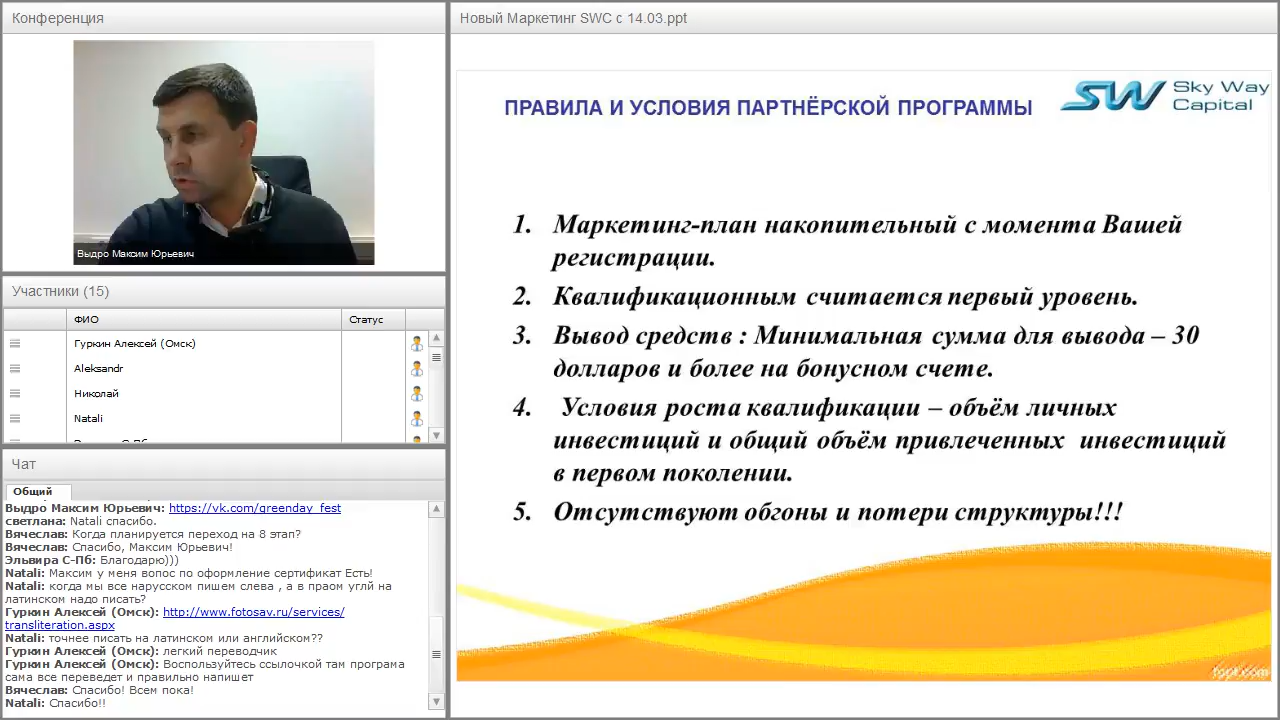 Конференция
Выдро Максим Юрьевич
Участники (15)
ФИО
Статус
Гуркин Алексей (Омск)
Aleksandr
Николай
Natali
Чат
Общий
Выдро Максим Юрьевич: https://vk.com/greenday_fest
светлана: Natali спасибо.
Вячеслав: Когда планируется переход на 8 этап?
Вячеслав: Спасибо, Максим Юрьевич!
Эльвира С-Пб: Благодарю)))
Natali: Максим у меня вопос по оформление сертификат Есть!
Natali: когда мы все нарусском пишем слева , а в праом углй на
латинском надо писать?
Гуркин Алексей (Омск): http://www.fotosav.ru/services/
transliteration.aspx
Natali: точнее писать на латинском или английском??
Гуркин Алексей (Омск): легкий переводчик
Гуркин Алексей (Омск): Веспользуйтесь ссылочкой там програма
сама все переведет и правильно напишет
Вячеслав: Спасибо! Всем пока!
Natali: Спасибо!!
Новый Маркетинг SWC с 14.03.ppt
ПРАВИЛА И УСЛОВИЯ ПАРТНЁРСКОЙ ПРОГРАММЫ
SW Sky Way
Capital
1. Маркетинг-план накопительный с момента Вашей
регистрации.
2. Квалификационным считается первый уровень.
3. Вывод средств : Минимальная сумма для вывода – 30
долларов и более на бонусном счете.
4. Условия роста квалификации – объём личных
инвестиций и общий объём привлеченных инвестиций
в первом поколении.
5. Отсутствуют обгоны и потери структуры!!!